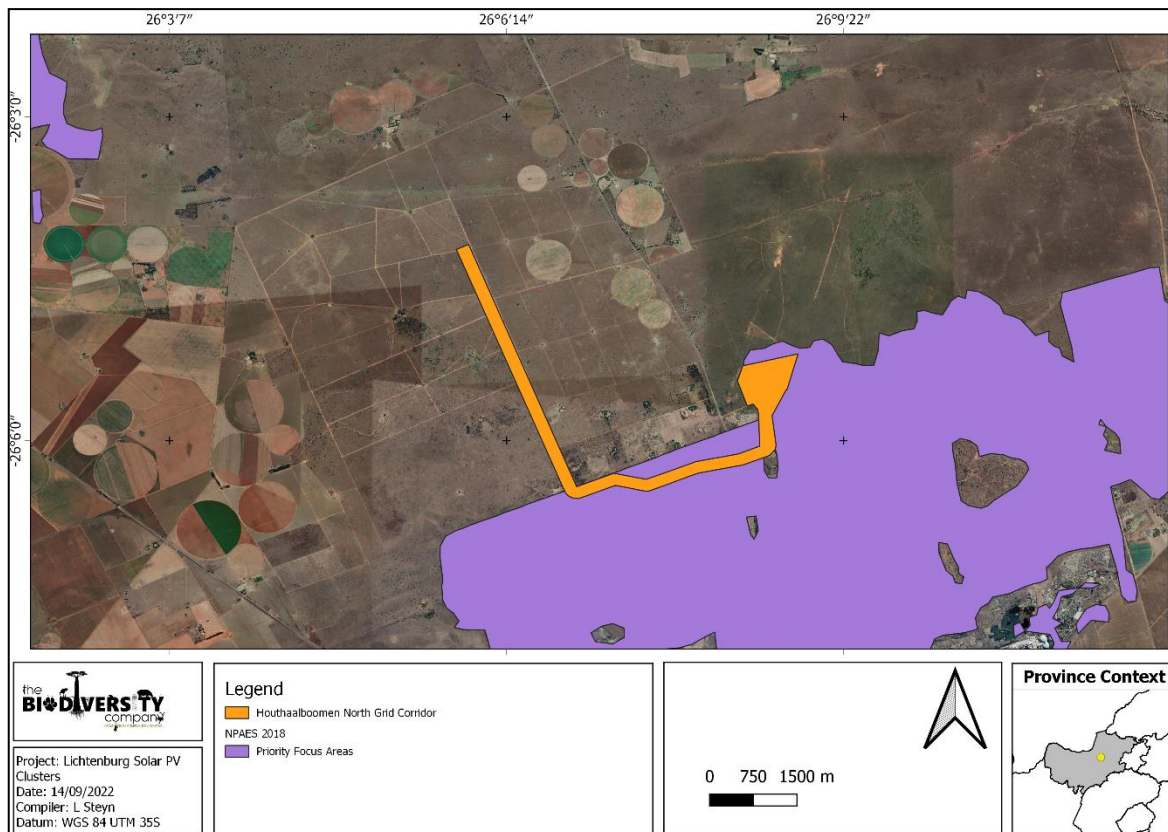 26°3′7″ 26°6′14″ 26°9′22″
-26°3′0″
-26°6′0″
the
BIODIVERSITY
company
Project: Lichtenburg Solar PV
Clusters
Date: 14/09/2022
Compiler: L Steyn
Datum: WGS 84 UTM 35S
Legend
Houthaalboomen North Grid Corridor
NPAES 2018
Priority Focus Areas
0 750 1500 m
Province Context